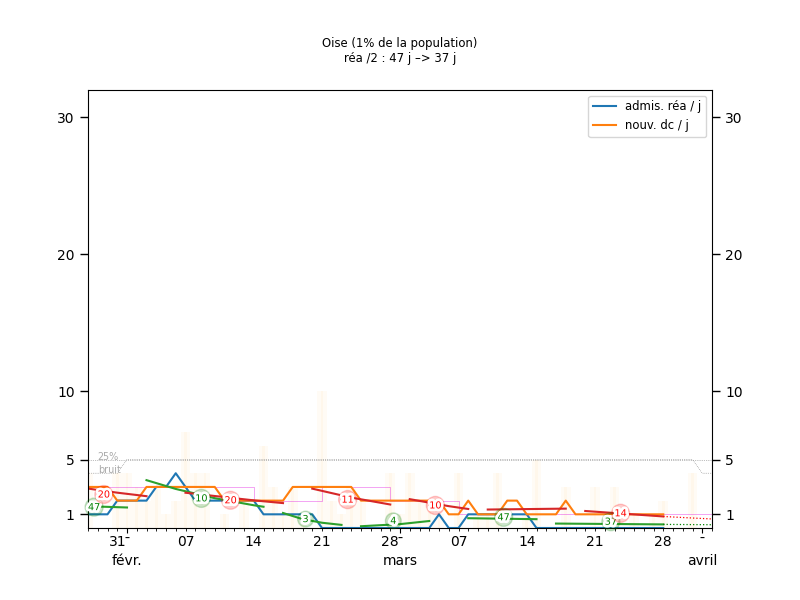 Oise (1% de la population)
réa /2 : 47 j –> 37 j
admis. réa / j
nouv. dc / j
30 30
20 20
10 10
5 5
1 1
25%
bruit
47 20 10 20 3 11 4 10 47 37 14
31- 07 14 21 28- 07 14 21 28 -
févr. mars avril